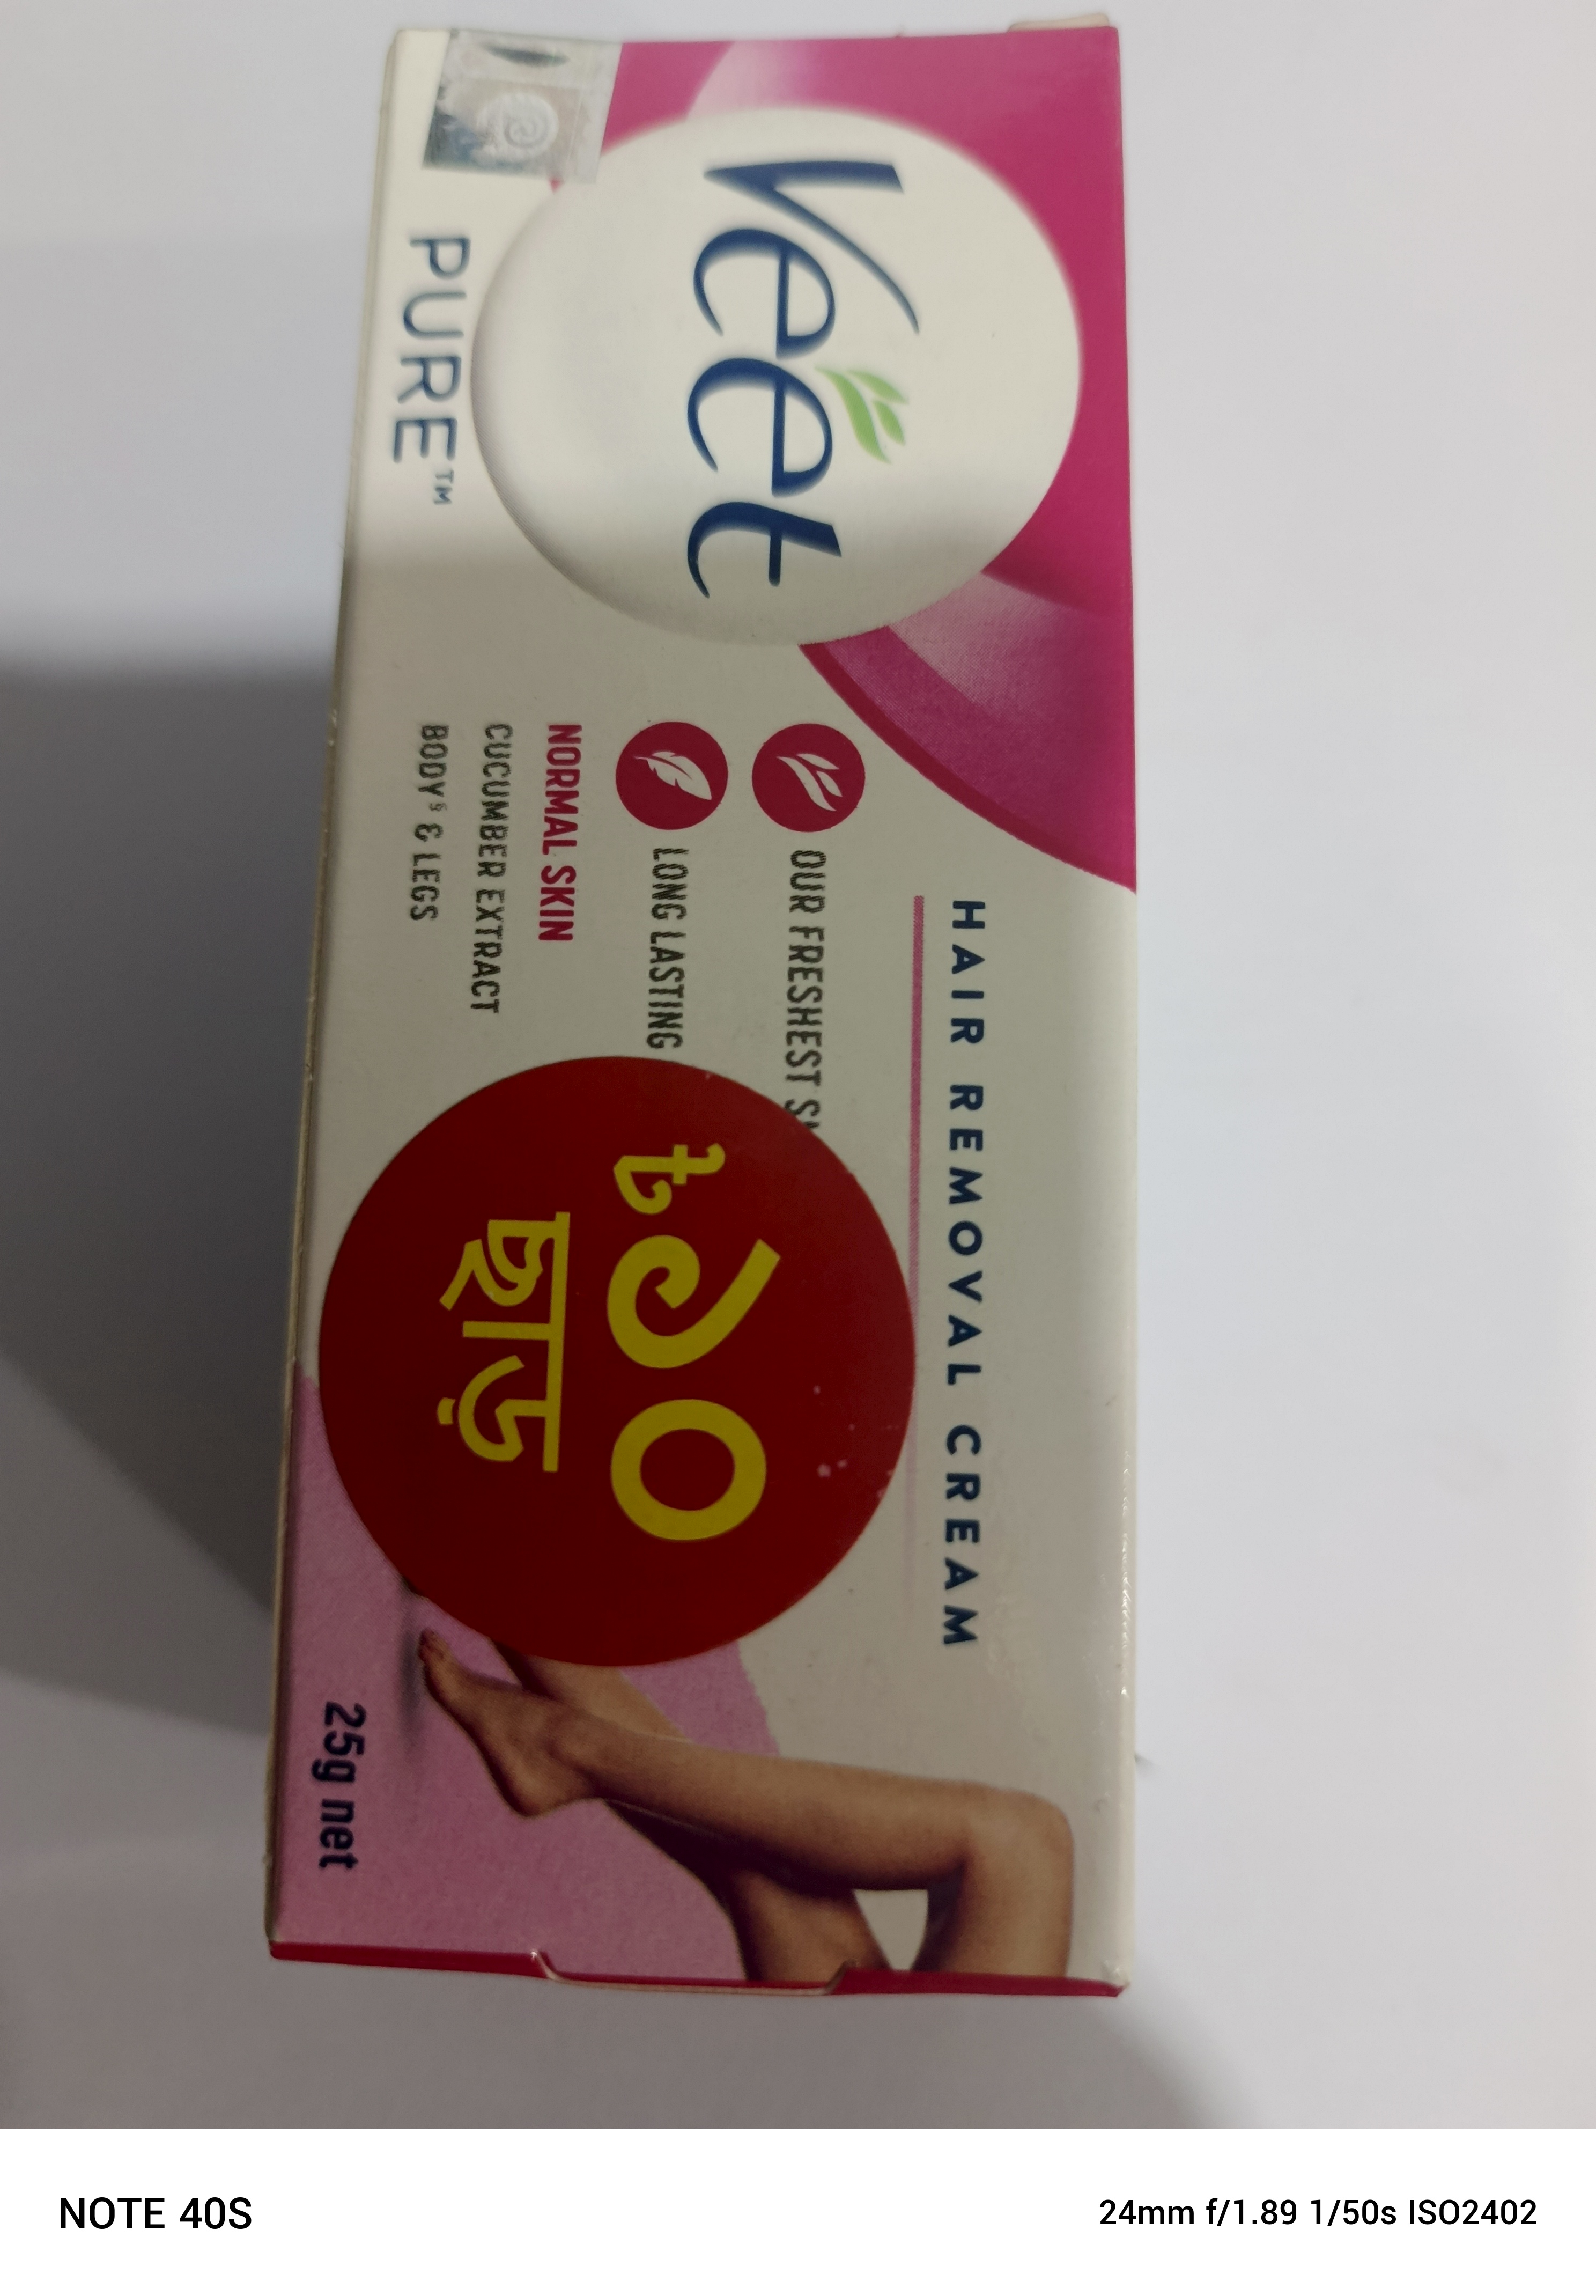 Veet
PURE™
HAIR REMOVAL CREAM
OUR FRESHEST
LONG LASTING
NORMAL SKIN
CUCUMBER EXTRACT
BODY§ & LEGS
৳১০
ছাড়
25g net
NOTE 40S
24mm f/1.89 1/50s ISO2402